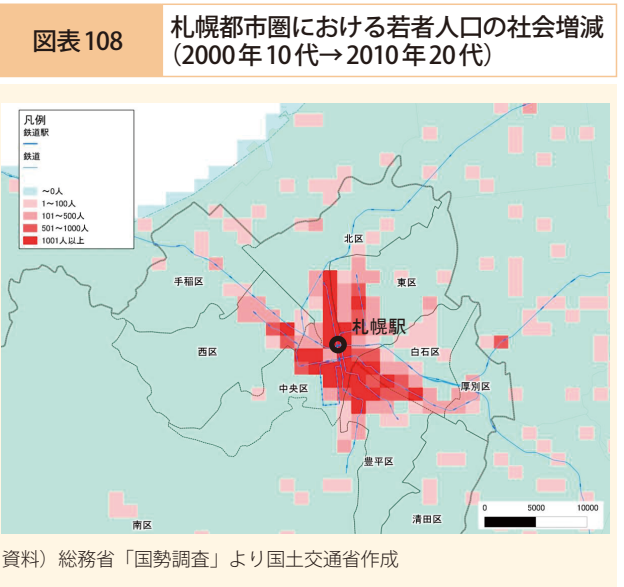 図表108
札幌都市圏における若者人口の社会増減
（2000年10代→2010年20代）
凡例
鉄道駅
鉄道
～0人
1～100人
101～500人
501～1000人
1001人以上
北区
手稲区
東区
札幌駅
西区
白石区
中央区
厚別区
豊平区
清田区
南区
0 5000 10000
資料）総務省「国勢調査」より国土交通省作成